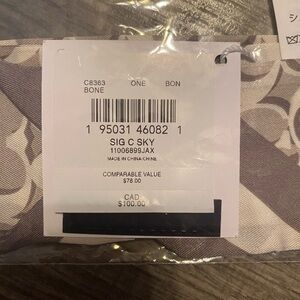 C8363 ONE BON
BONE
1 95031 46082 1
SIG C SKY
11006899JAX
MADE IN CHINA/CHINE
COMPARABLE VALUE
$78.00
CAD
$100.00